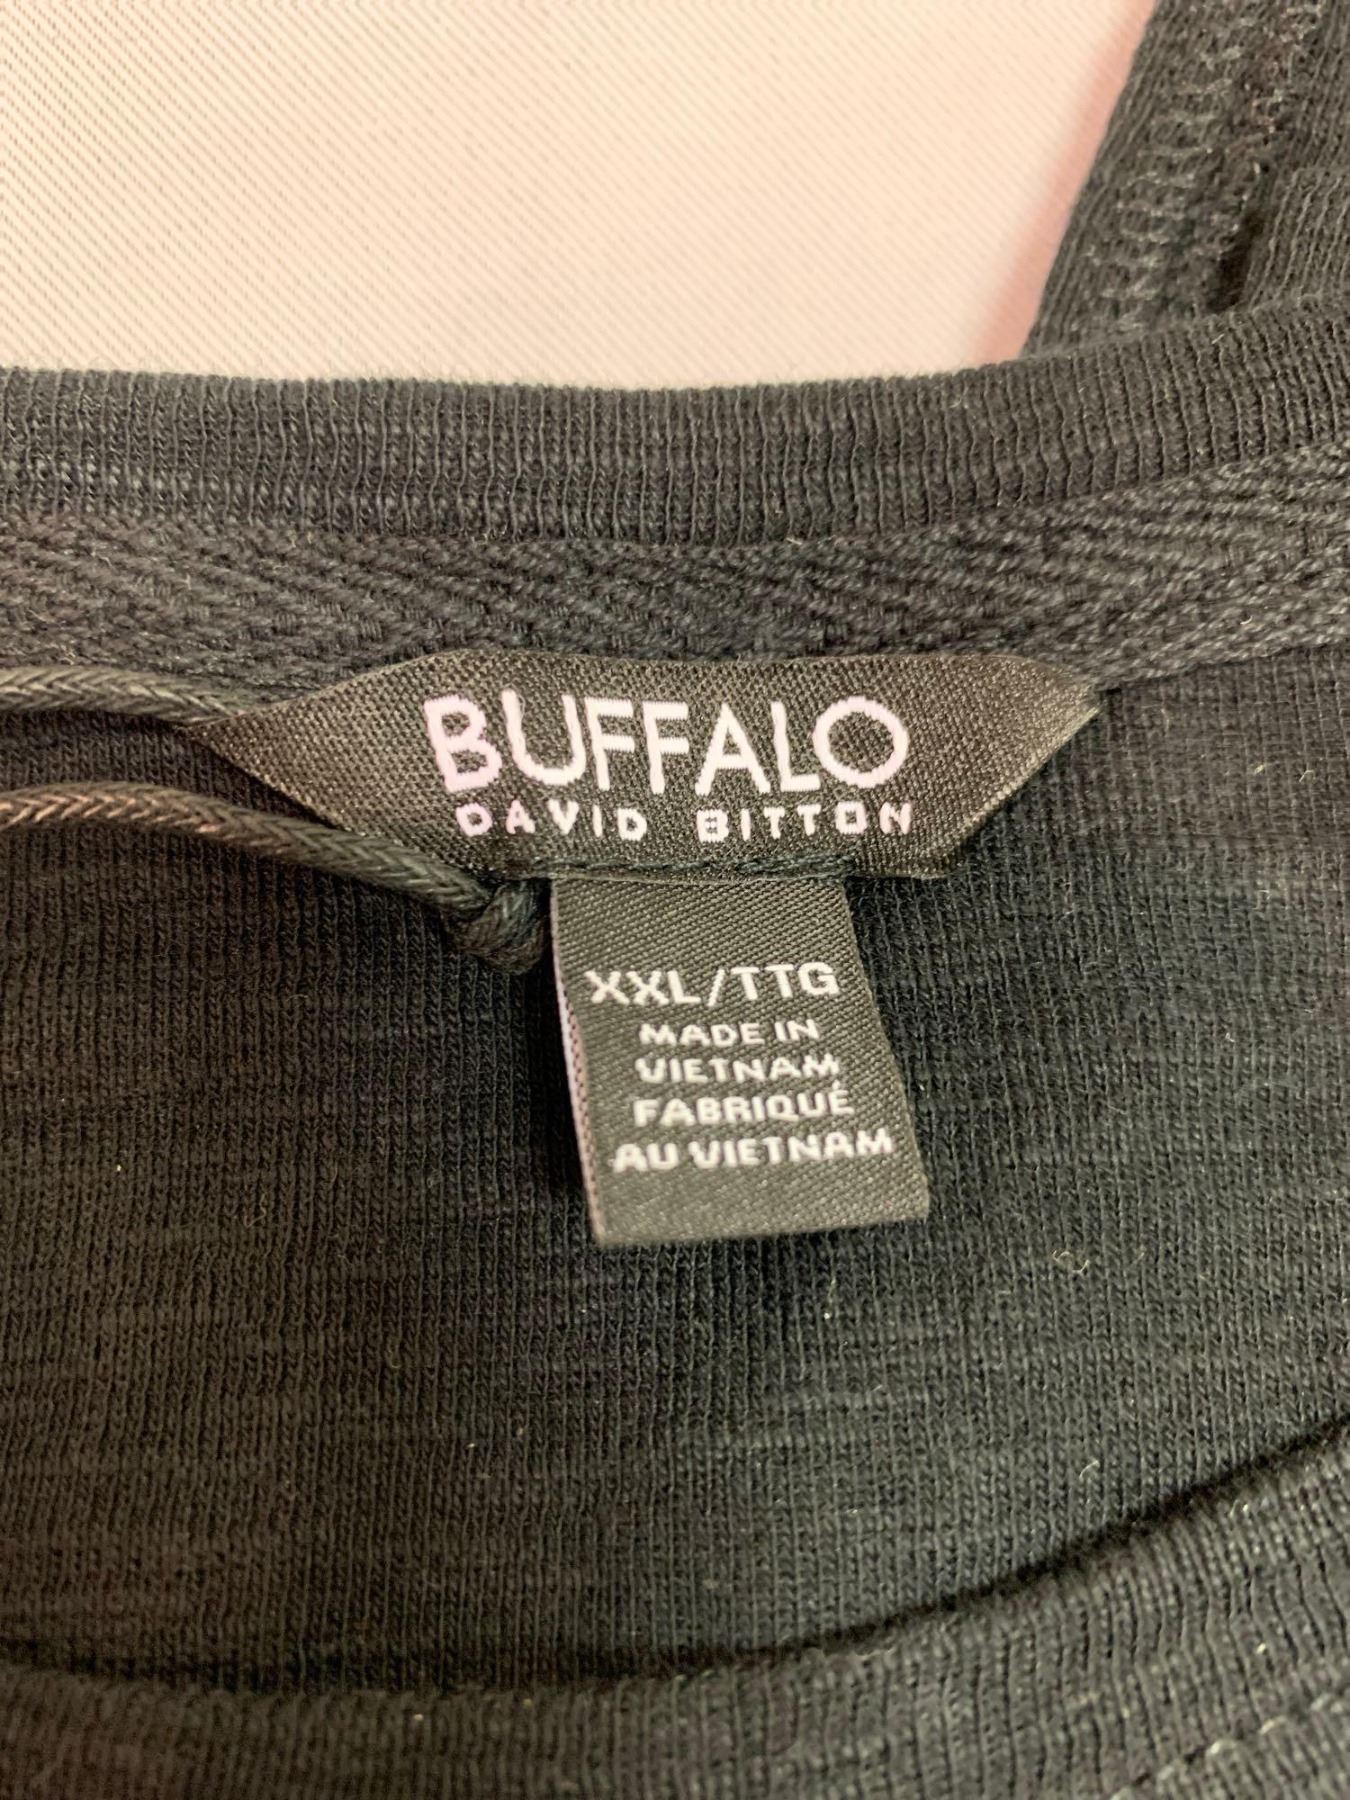 BUFFALO
DAVID BITTON
XXL/TTG
MADE IN
VIETNAM
FABRIQUÉ
AU VIETNAM